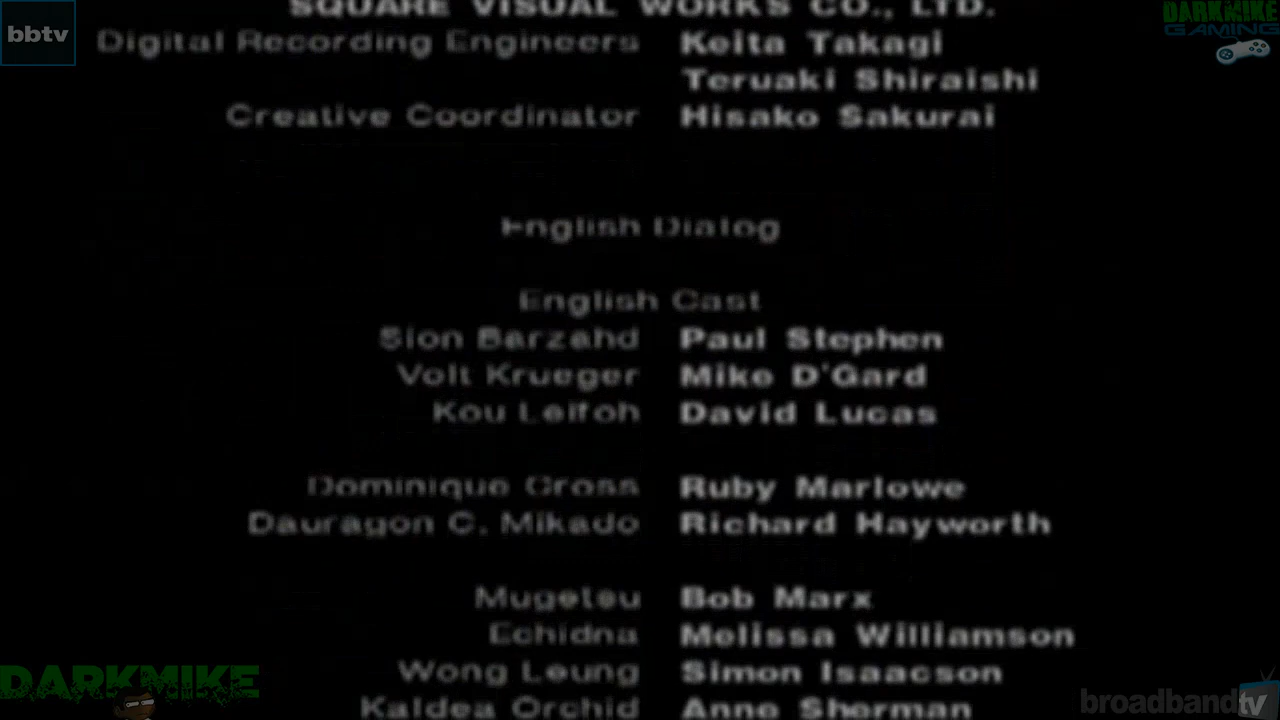 SQUARE VISUAL WORKS CO., LTD.
bbtv
DARKMIKE
GAMING
Digital Recording Engineers Keita Takagi
Teruaki Shiraishi
Creative Coordinator Hisako Sakurai
English Dialog
English Cast
Sion Barzahd Paul Stephen
Volt Krueger Mike D'Gard
Kou Leifoh David Lucas
Dominique Cross Ruby Marlowe
Dauragon C. Mikado Richard Hayworth
Mugetsu Bob Marx
Echidna Melissa Williamson
Wong Leung Simon Isaacson
Kaldea Orchid Anne Sherman
DARKMIKE
broadbandtv